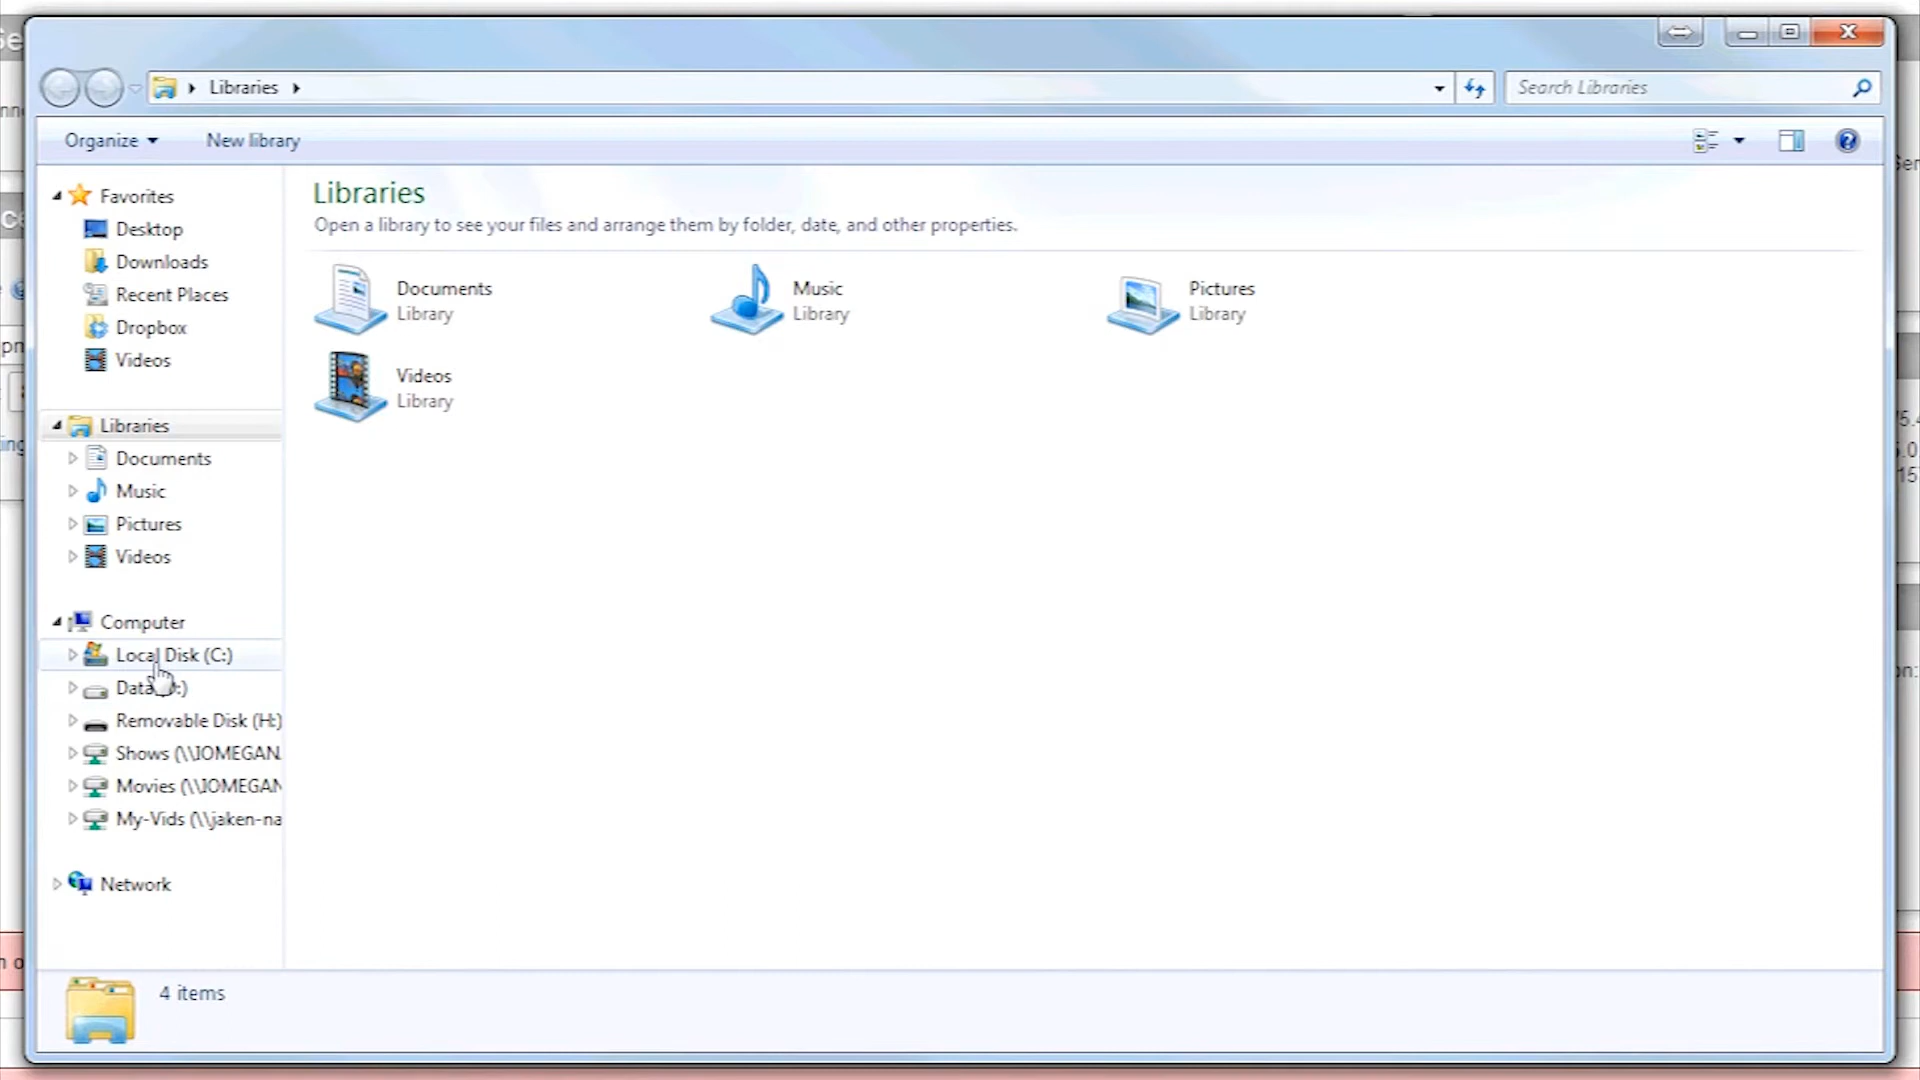 Libraries
Search Libraries
Organize
New library
Favorites
Desktop
Downloads
Recent Places
Dropbox
Videos
Libraries
Documents
Music
Pictures
Videos
Computer
Local Disk (C:)
Removable Disk (H:)
Shows (\\IOMEGAN
Movies (\\IOMEGAN
My-Vids (\\jaken-na
Network
Libraries
Open a library to see your files and arrange them by folder, date, and other properties.
Documents
Library
Music
Library
Pictures
Library
Videos
Library
4 items